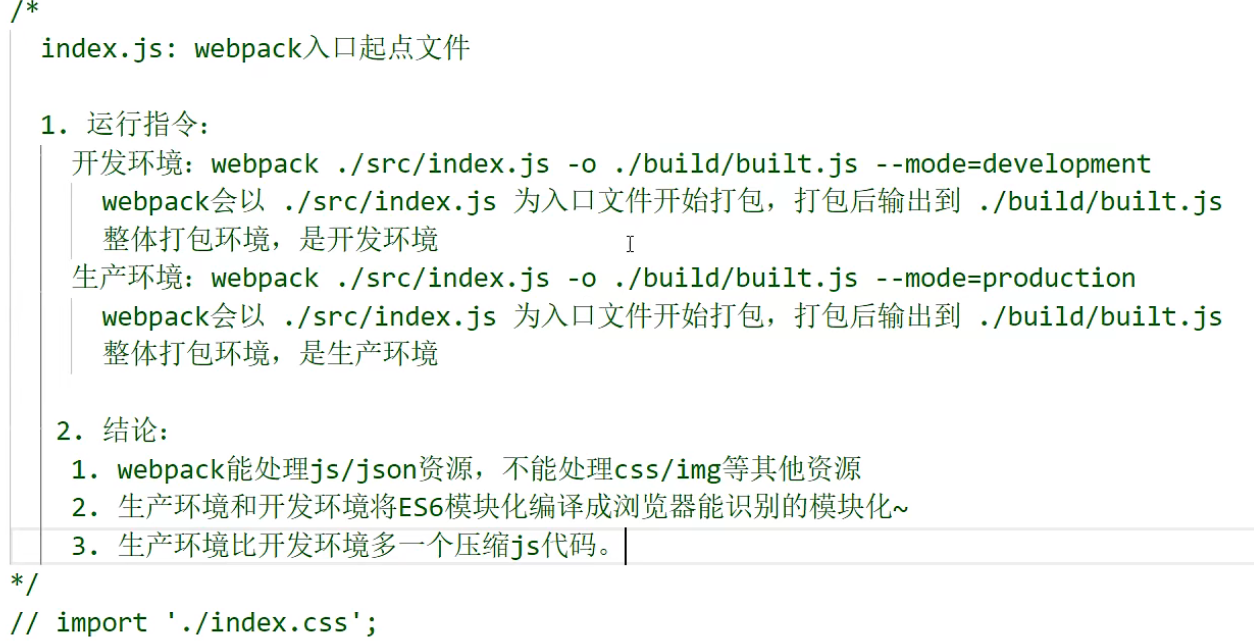 /*
index.js: webpack入口起点文件
1. 运行指令：
开发环境：webpack ./src/index.js -o ./build/built.js --mode=development
webpack会以 ./src/index.js 为入口文件开始打包，打包后输出到 ./build/built.js
整体打包环境，是开发环境
生产环境：webpack ./src/index.js -o ./build/built.js --mode=production
webpack会以 ./src/index.js 为入口文件开始打包，打包后输出到 ./build/built.js
整体打包环境，是生产环境
2. 结论：
1. webpack能处理js/json资源，不能处理css/img等其他资源
2. 生产环境和开发环境将ES6模块化编译成浏览器能识别的模块化~
3. 生产环境比开发环境多一个压缩js代码。
*/
// import './index.css';